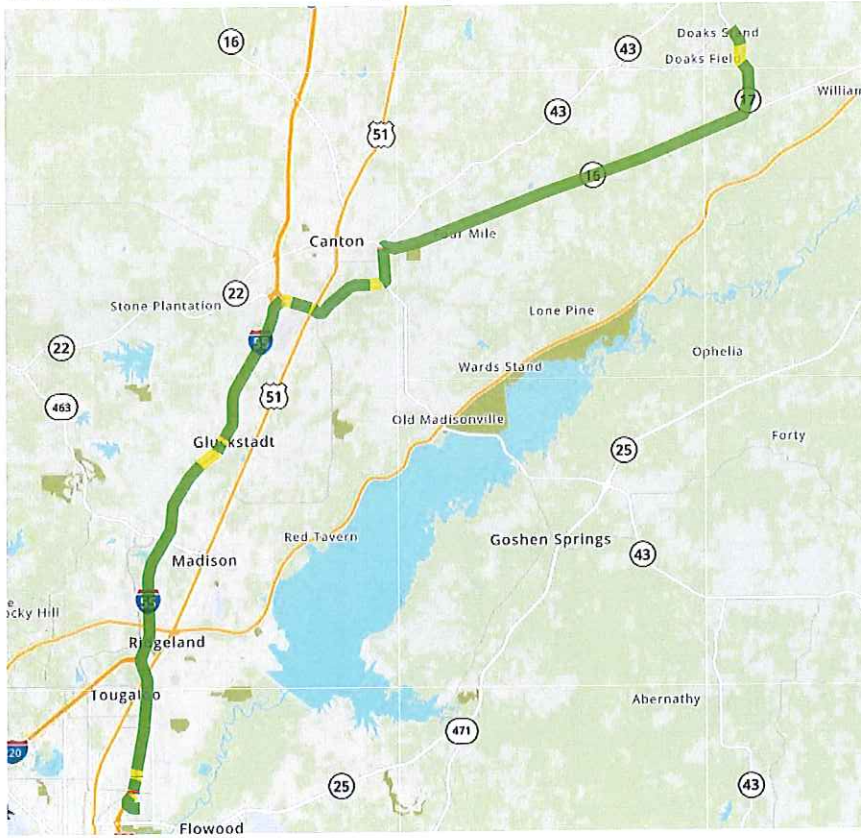 Doaks Stand
16
43
43
Doaks Field
17
William
43
51
16
Canton
Four Mile
22
Stone Plantation
Lone Pine
55
22
Ophelia
Wards Stand
463
51
Old Madisonville
Gluckstadt
Forty
25
Red Tavern
Goshen Springs
43
Madison
55
ocky Hill
Ridgeland
Tougaloo
Abernathy
471
20
25
43
Flowood